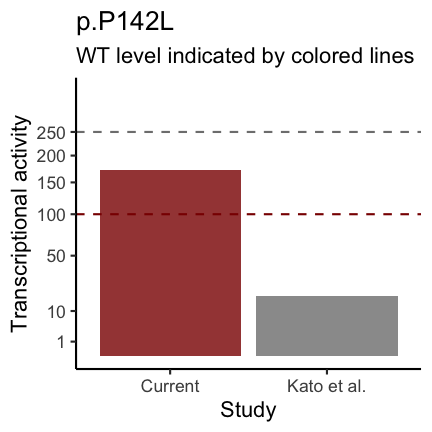 p.P142L
WT level indicated by colored lines
Transcriptional activity
250
200
150
100
50
10
1
Current
Kato et al.
Study